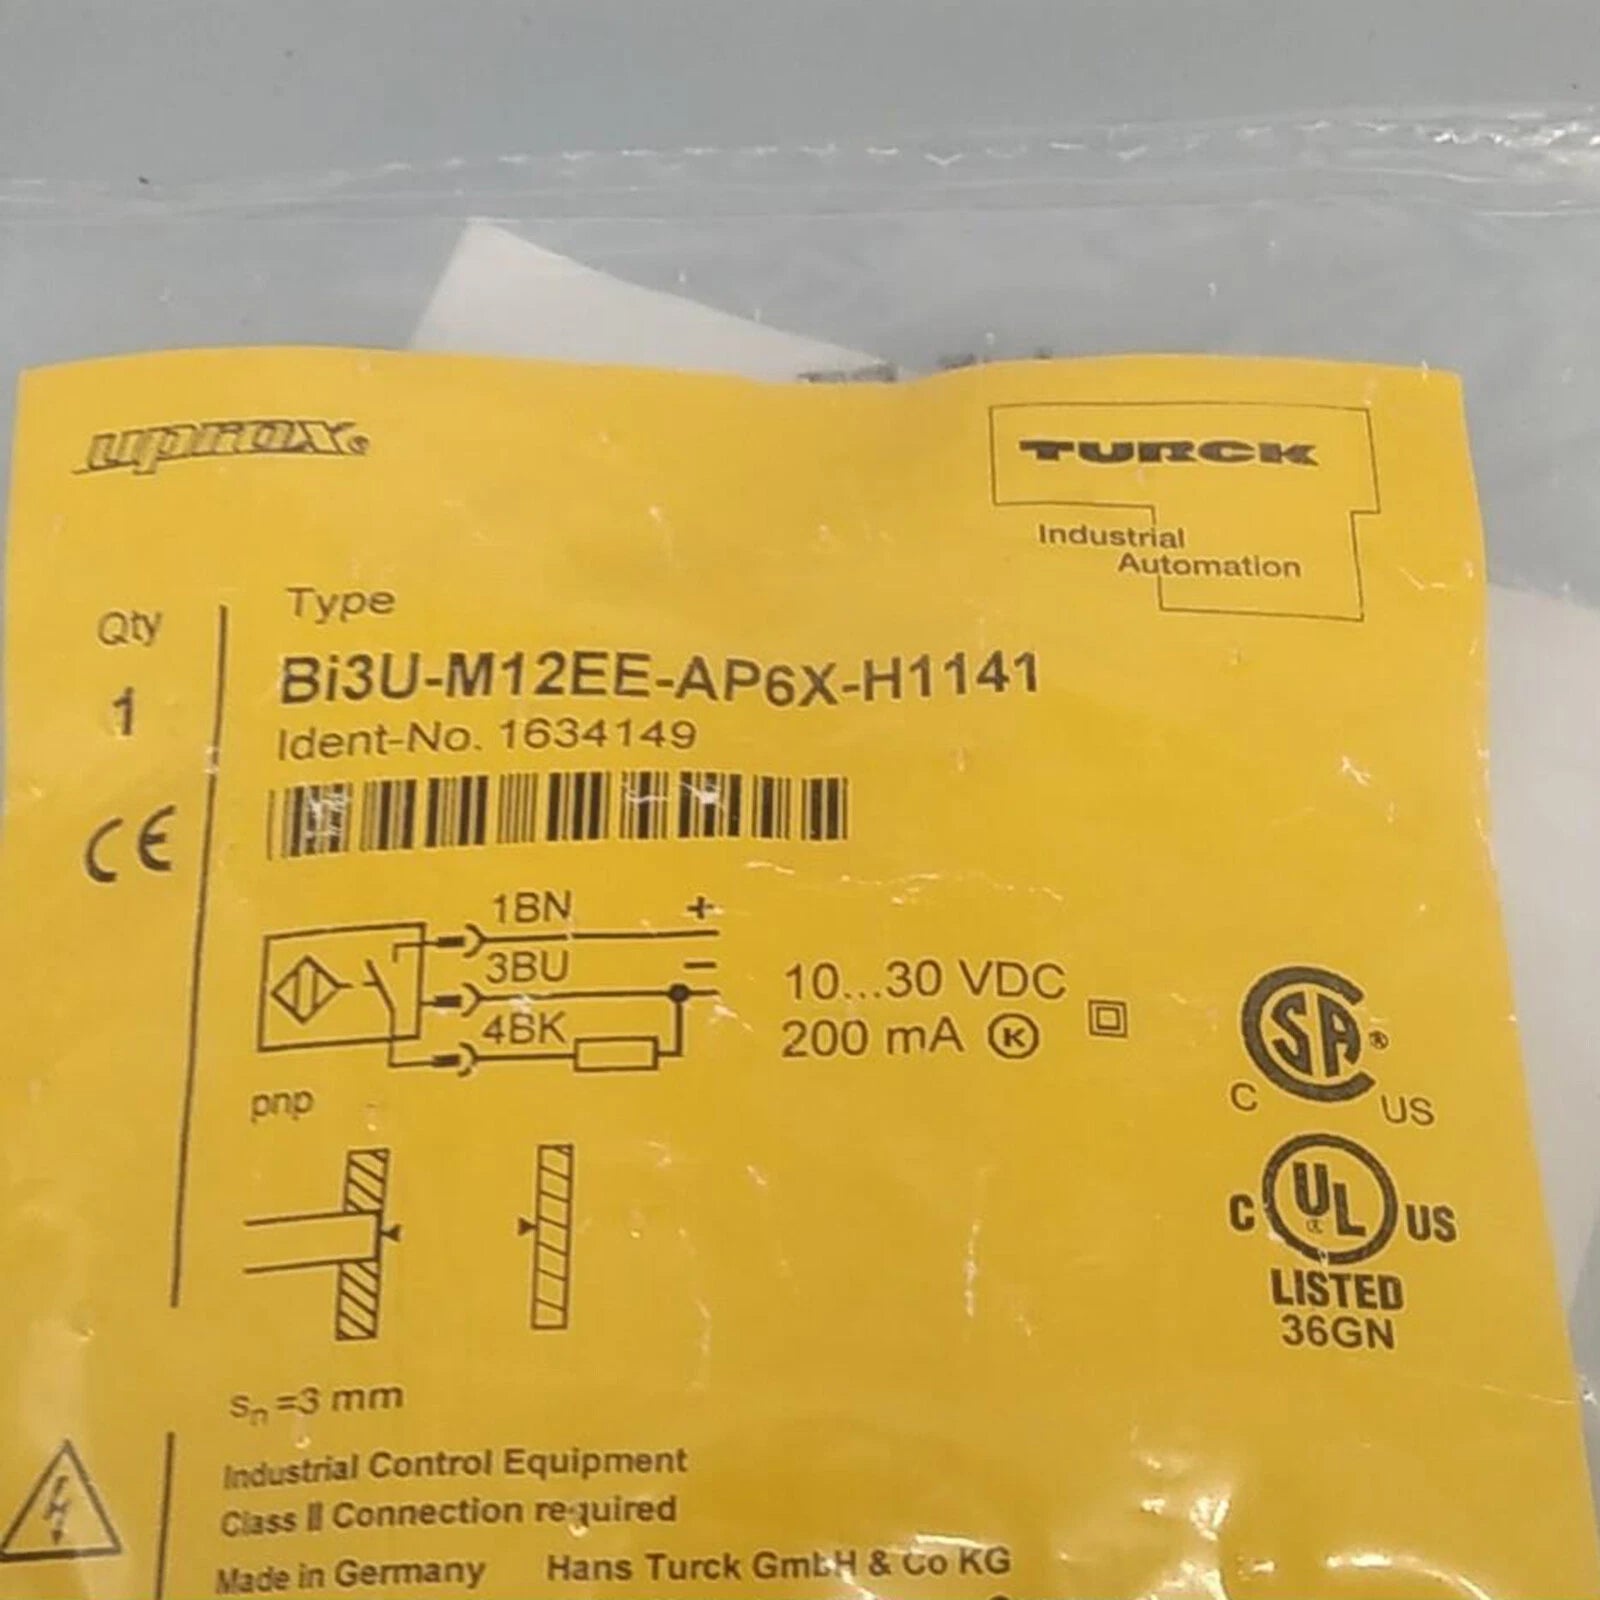 uprox®
TURCK
Industrial
Automation
Qty
1
Type
Bi3U-M12EE-AP6X-H1141
Ident-No. 1634149
CE
1BN +
3BU −
4BK
10...30 VDC
200 mA K
pnp
SA®
C US
C UL US
LISTED
36GN
sn =3 mm
Industrial Control Equipment
Class II Connection required
Made in Germany Hans Turck GmbH & Co KG